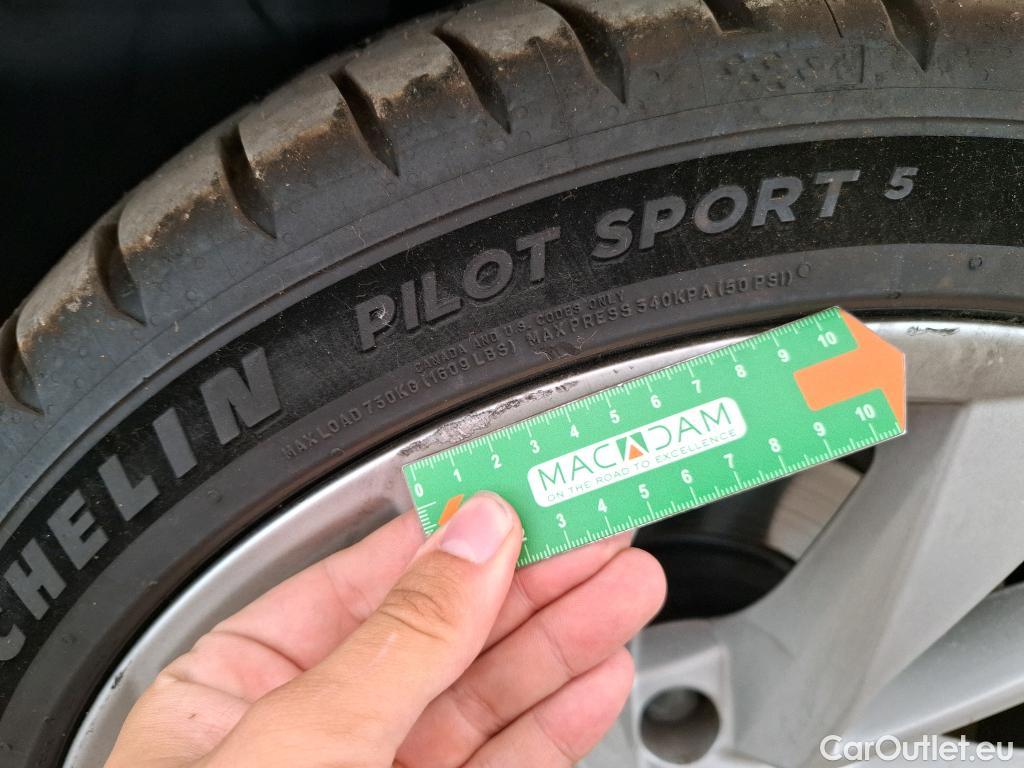 MICHELIN
PILOT SPORT 5
CANADA AND U.S. CODES ONLY
MAX LOAD 730KG (1609 LBS) MAX PRESS 340KPA (50 PSI)
0 1 2 3 4 5 6 7 8 9 10
MACADAM
ON THE ROAD TO EXCELLENCE
3 4 5 6 7 8 9 10
CarOutlet.eu